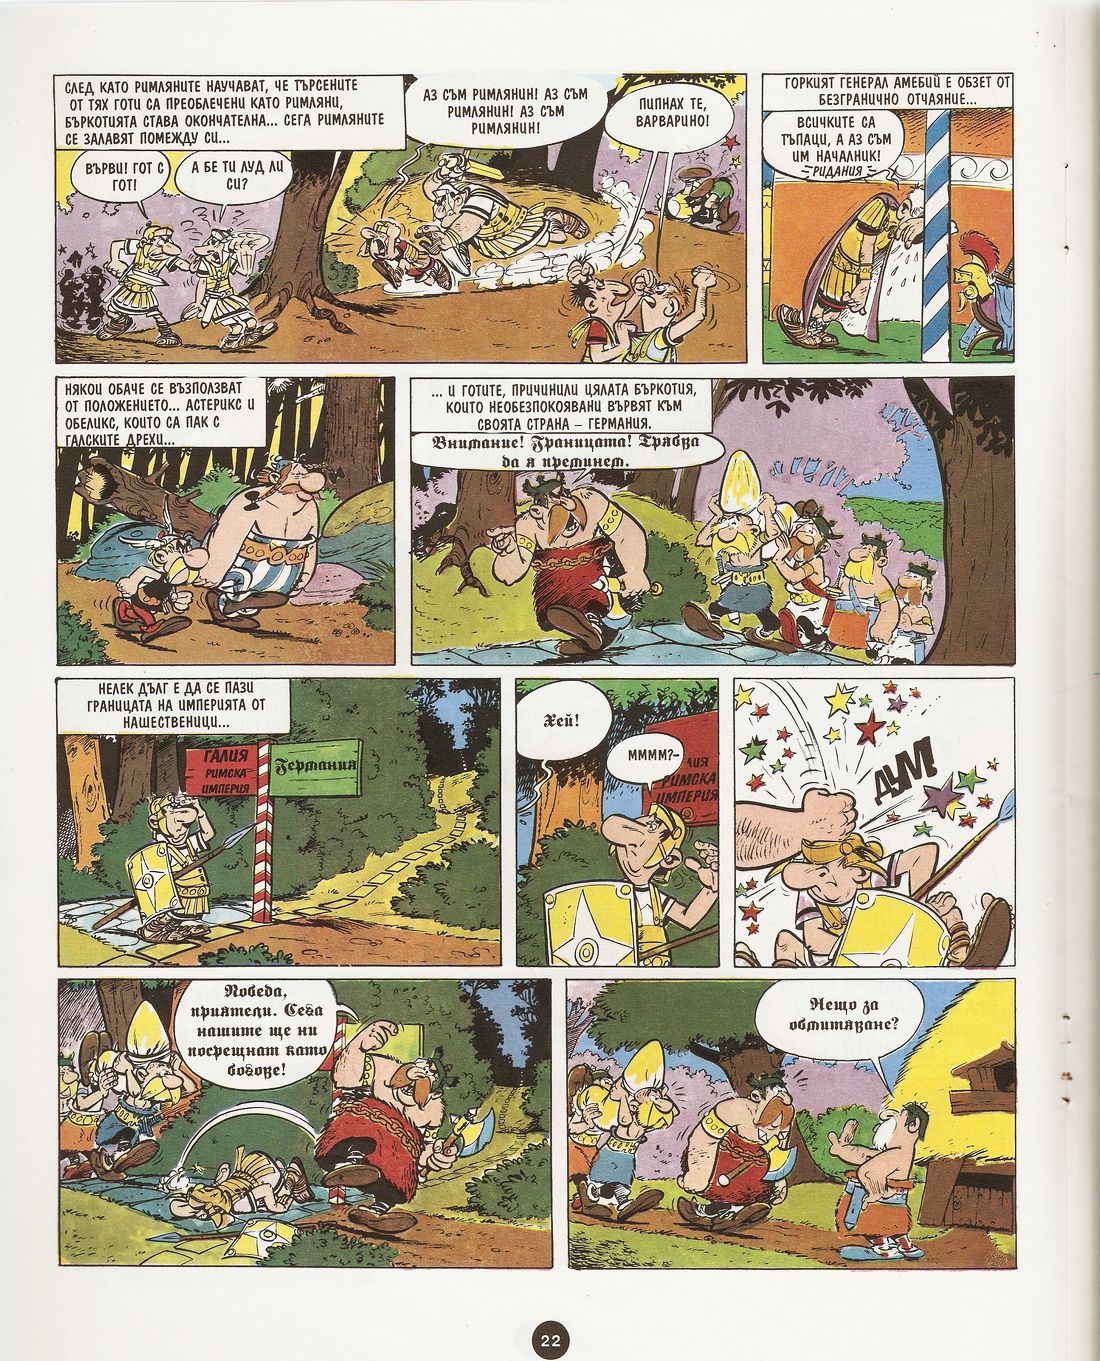 СЛЕД КАТО РИМЛЯНИТЕ НАУЧАВАТ, ЧЕ ТЪРСЕНИТЕ
ОТ ТЯХ ГОТИ СА ПРЕОБЛЕЧЕНИ КАТО РИМЛЯНИ,
БЪРКОТИЯТА СТАВА ОКОНЧАТЕЛНА... СЕГА РИМЛЯНИТЕ
СЕ ЗАЛАВЯТ ПОМЕЖДУ СИ...
ВЪРВИ! ГОТ С
ГОТ!
А БЕ ТИ ЛУД ЛИ
СИ?
АЗ СЪМ РИМЛЯНИН! АЗ СЪМ
РИМЛЯНИН! АЗ СЪМ
РИМЛЯНИН!
ПИПНАХ ТЕ,
ВАРВАРИНО!
ГОРКИЯТ ГЕНЕРАЛ АМЕБИЙ Е ОБЗЕТ ОТ
БЕЗГРАНИЧНО ОТЧАЯНИЕ...
ВСИЧКИТЕ СА
ТЪПАЦИ, А АЗ СЪМ
ИМ НАЧАЛНИК!
РИДАНИЯ
НЯКОИ ОБАЧЕ СЕ ВЪЗПОЛЗВАТ
ОТ ПОЛОЖЕНИЕТО... АСТЕРИКС И
ОБЕЛИКС, КОИТО СА ПАК С
ГАЛСКИТЕ ДРЕХИ...
... И ГОТИТЕ, ПРИЧИНИЛИ ЦЯЛАТА БЪРКОТИЯ,
КОИТО НЕОБЕЗПОКОЯВАНИ ВЪРВЯТ КЪМ
СВОЯТА СТРАНА – ГЕРМАНИЯ.
Внимание! Границата! Трябва
да я преминем.
НЕЛЕК ДЪЛГ Е ДА СЕ ПАЗИ
ГРАНИЦАТА НА ИМПЕРИЯТА ОТ
НАШЕСТВЕНИЦИ...
ГАЛИЯ
РИМСКА
ИМПЕРИЯ
Германия
Хей!
ММММ?-
ЛИЯ
РИМСКА
ИМПЕРИЯ
ДУМ!
Победа,
приятели. Сега
нашите ще ни
посрещнат като
богове!
Нещо за
обмитяване?
22